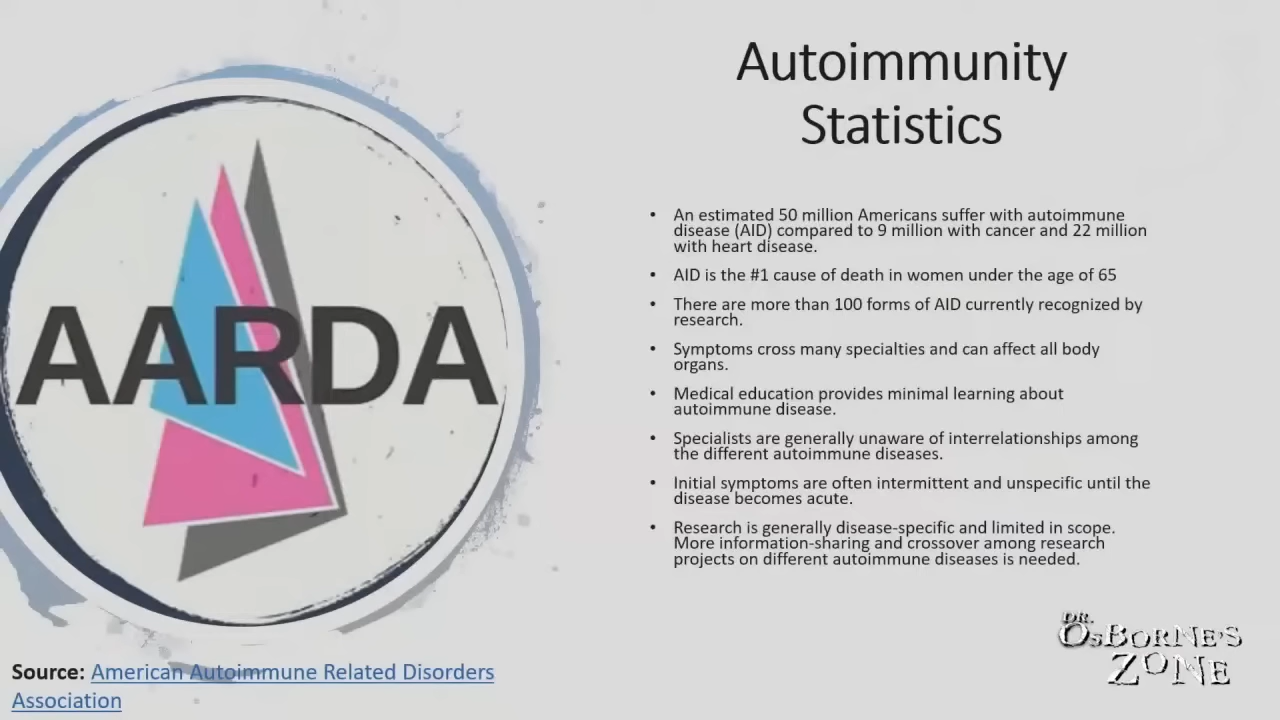 Autoimmunity
Statistics
• An estimated 50 million Americans suffer with autoimmune
disease (AID) compared to 9 million with cancer and 22 million
with heart disease.
• AID is the #1 cause of death in women under the age of 65
• There are more than 100 forms of AID currently recognized by
research.
• Symptoms cross many specialties and can affect all body
organs.
• Medical education provides minimal learning about
autoimmune disease.
• Specialists are generally unaware of interrelationships among
the different autoimmune diseases.
• Initial symptoms are often intermittent and unspecific until the
disease becomes acute.
• Research is generally disease-specific and limited in scope.
More information-sharing and crossover among research
projects on different autoimmune diseases is needed.
AARDA
Source: American Autoimmune Related Disorders
Association
DR.
OSBORNE'S
ZONE